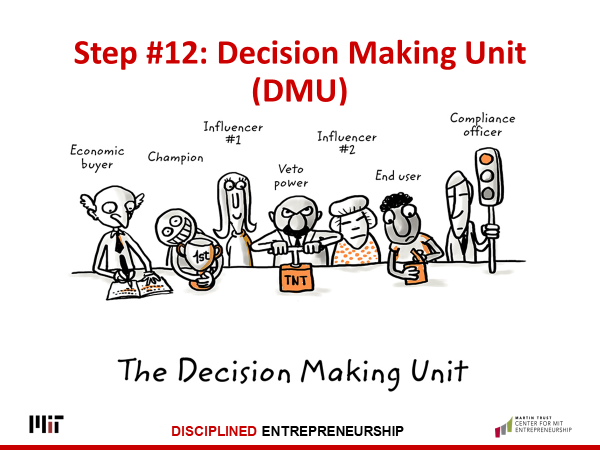 Step #12: Decision Making Unit
(DMU)
Economic
buyer
Champion
Influencer
#1
Veto
power
Influencer
#2
End user
Compliance
officer
1st
TNT
The Decision Making Unit
MIT
DISCIPLINED ENTREPRENEURSHIP
MARTIN TRUST
CENTER FOR MIT
ENTREPRENEURSHIP